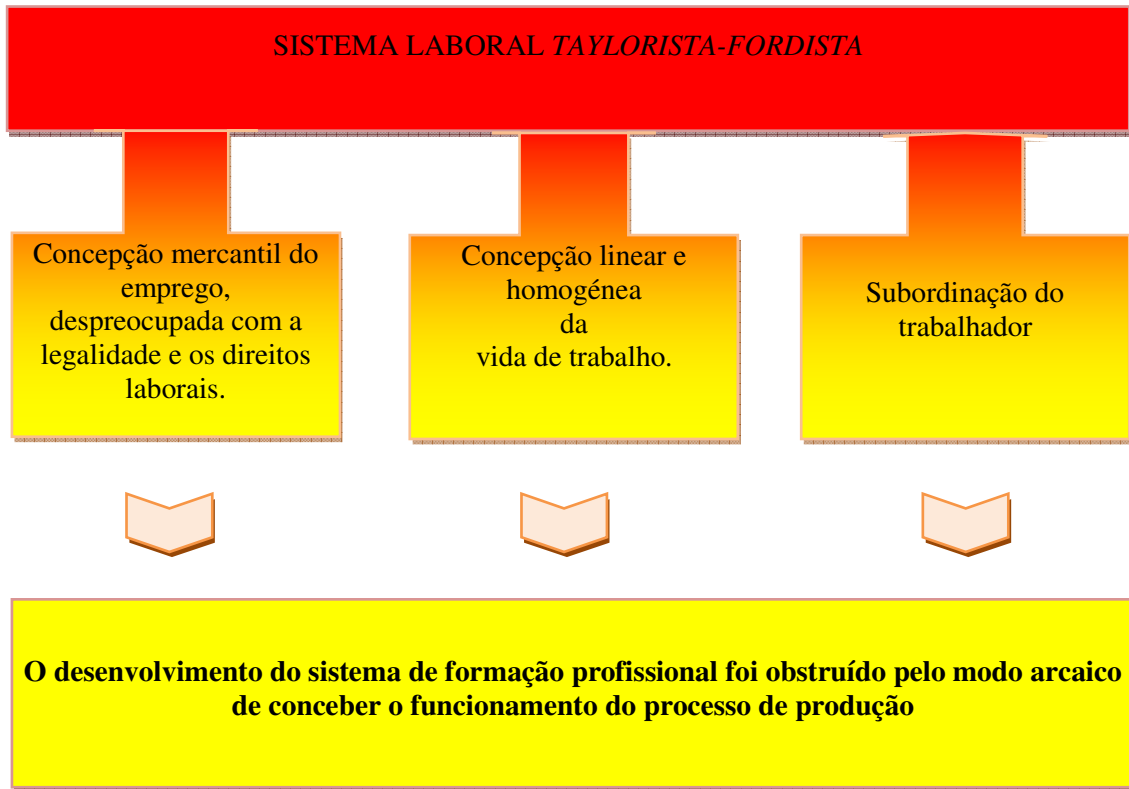 SISTEMA LABORAL TAYLORISTA-FORDISTA
Concepção mercantil do
emprego,
despreocupada com a
legalidade e os direitos
laborais.
Concepção linear e
homogénea
da
vida de trabalho.
Subordinação do
trabalhador
O desenvolvimento do sistema de formação profissional foi obstruído pelo modo arcaico
de conceber o funcionamento do processo de produção